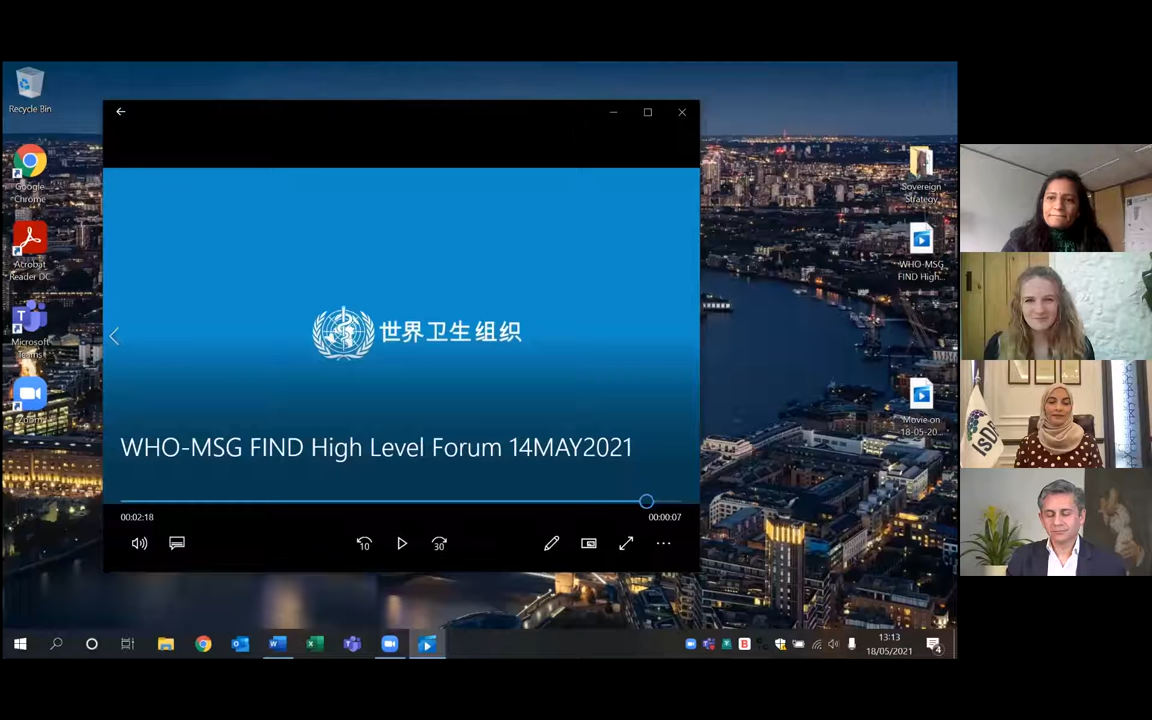 Recycle Bin
Google
Chrome
Acrobat
Reader DC
Microsoft
Teams
世界卫生组织
WHO-MSG FIND High Level Forum 14MAY2021
00:02:18
00:00:07
10
30
Sovereign
Strategy
WHO-MSG
FIND High...
Movie on
18-05-20...
ISDB
13:13
18/05/2021
4